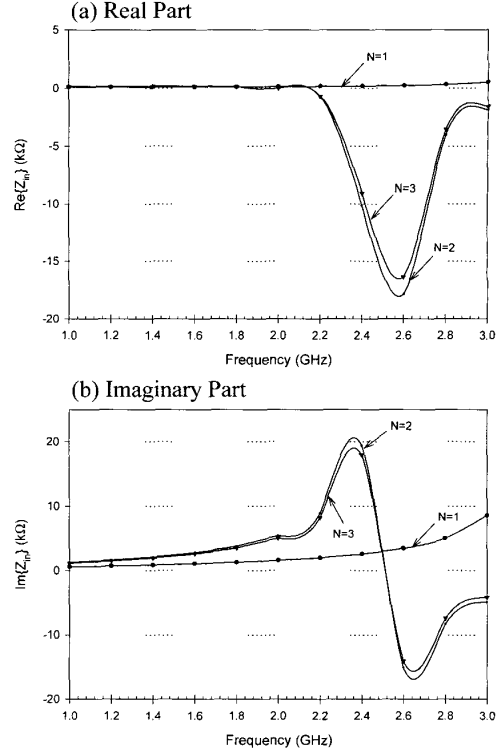 (a) Real Part
5
0
-5
-10
-15
-20
Re{Z_in} (kΩ)
N=1
N=3
N=2
1.0 1.2 1.4 1.6 1.8 2.0 2.2 2.4 2.6 2.8 3.0
Frequency (GHz)
(b) Imaginary Part
20
10
0
-10
-20
Im{Z_in} (kΩ)
N=2
N=1
N=3
1.0 1.2 1.4 1.6 1.8 2.0 2.2 2.4 2.6 2.8 3.0
Frequency (GHz)